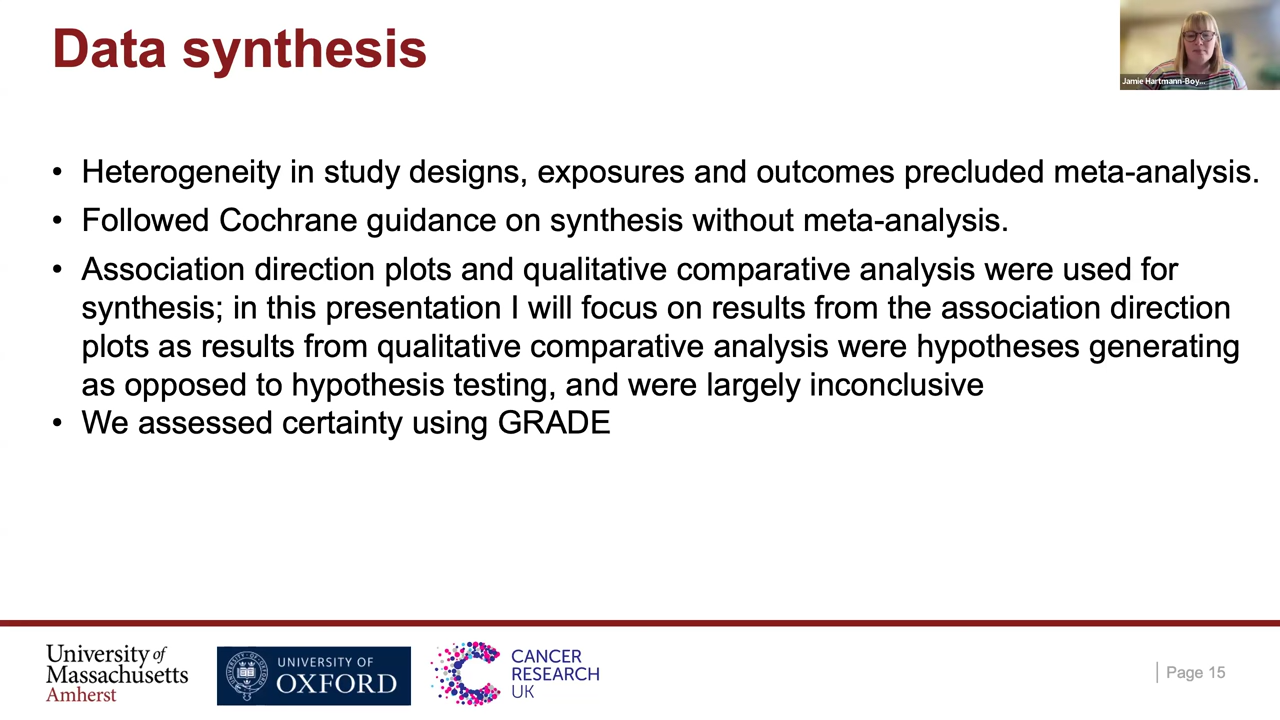 Data synthesis
Jamie Hartmann-Boy...
• Heterogeneity in study designs, exposures and outcomes precluded meta-analysis.
• Followed Cochrane guidance on synthesis without meta-analysis.
• Association direction plots and qualitative comparative analysis were used for
synthesis; in this presentation I will focus on results from the association direction
plots as results from qualitative comparative analysis were hypotheses generating
as opposed to hypothesis testing, and were largely inconclusive
• We assessed certainty using GRADE
University of
Massachusetts
Amherst
UNIVERSITY OF
OXFORD
CANCER
RESEARCH
UK
Page 15